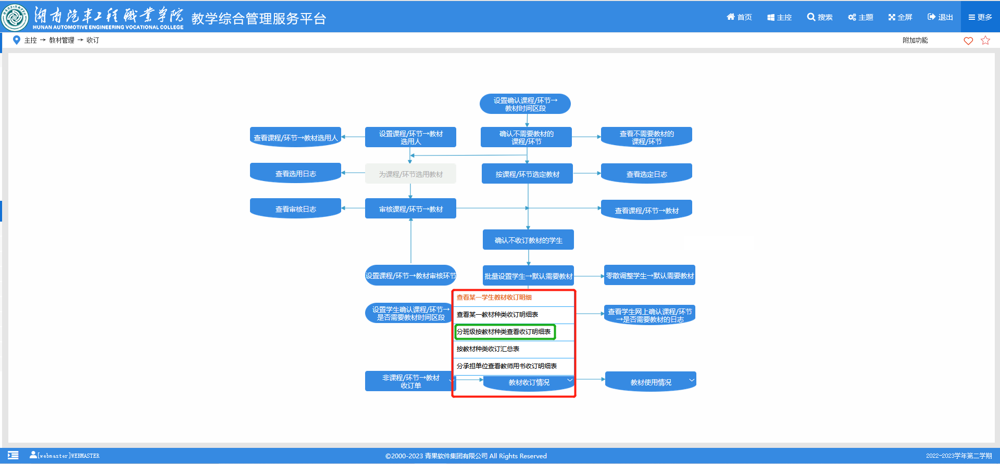 湖南汽车工程职业学院
HUNAN AUTOMOTIVE ENGINEERING VOCATIONAL COLLEGE
教学综合管理服务平台
首页
主控
搜索
主题
全屏
退出
更多
主控 → 教材管理 → 收订
附加功能
设置确认课程/环节→
教材时间区段
查看课程/环节→教材选用人
设置课程/环节→教材
选用人
确认不需要教材的
课程/环节
查看不需要教材的
课程/环节
查看选用日志
为课程/环节选用教材
按课程/环节选定教材
查看选定日志
查看审核日志
审核课程/环节→教材
查看课程/环节→教材
确认不收订教材的学生
设置课程/环节→教材审核环节
批量设置学生→默认需要教材
零散调整学生→默认需要教材
设置学生确认课程/环节→
是否需要教材时间区段
查看某一学生教材收订明细
查看某一教材种类收订明细表
分班级按教材种类查看收订明细表
按教材种类收订汇总表
分承担单位查看教师用书收订明细表
查看学生网上确认课程/环节
→是否需要教材的日志
非课程/环节→教材
收订单
教材收订情况
教材使用情况
[webmaster]WEBMASTER
©2000-2023 青果软件集团有限公司 All Rights Reserved
2022-2023学年第二学期